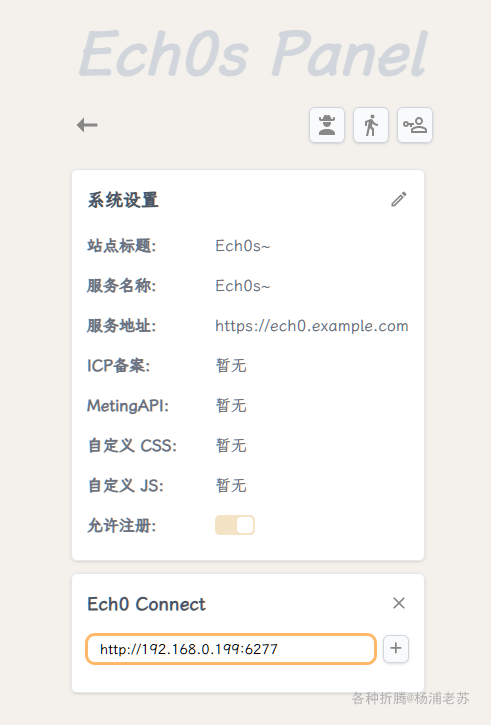 Ech0s Panel
系统设置
站点标题: Ech0s~
服务名称: Ech0s~
服务地址: https://ech0.example.com
ICP备案: 暂无
MetingAPI: 暂无
自定义 CSS: 暂无
自定义 JS: 暂无
允许注册:
Ech0 Connect
http://192.168.0.199:6277
各种折腾@杨浦老苏